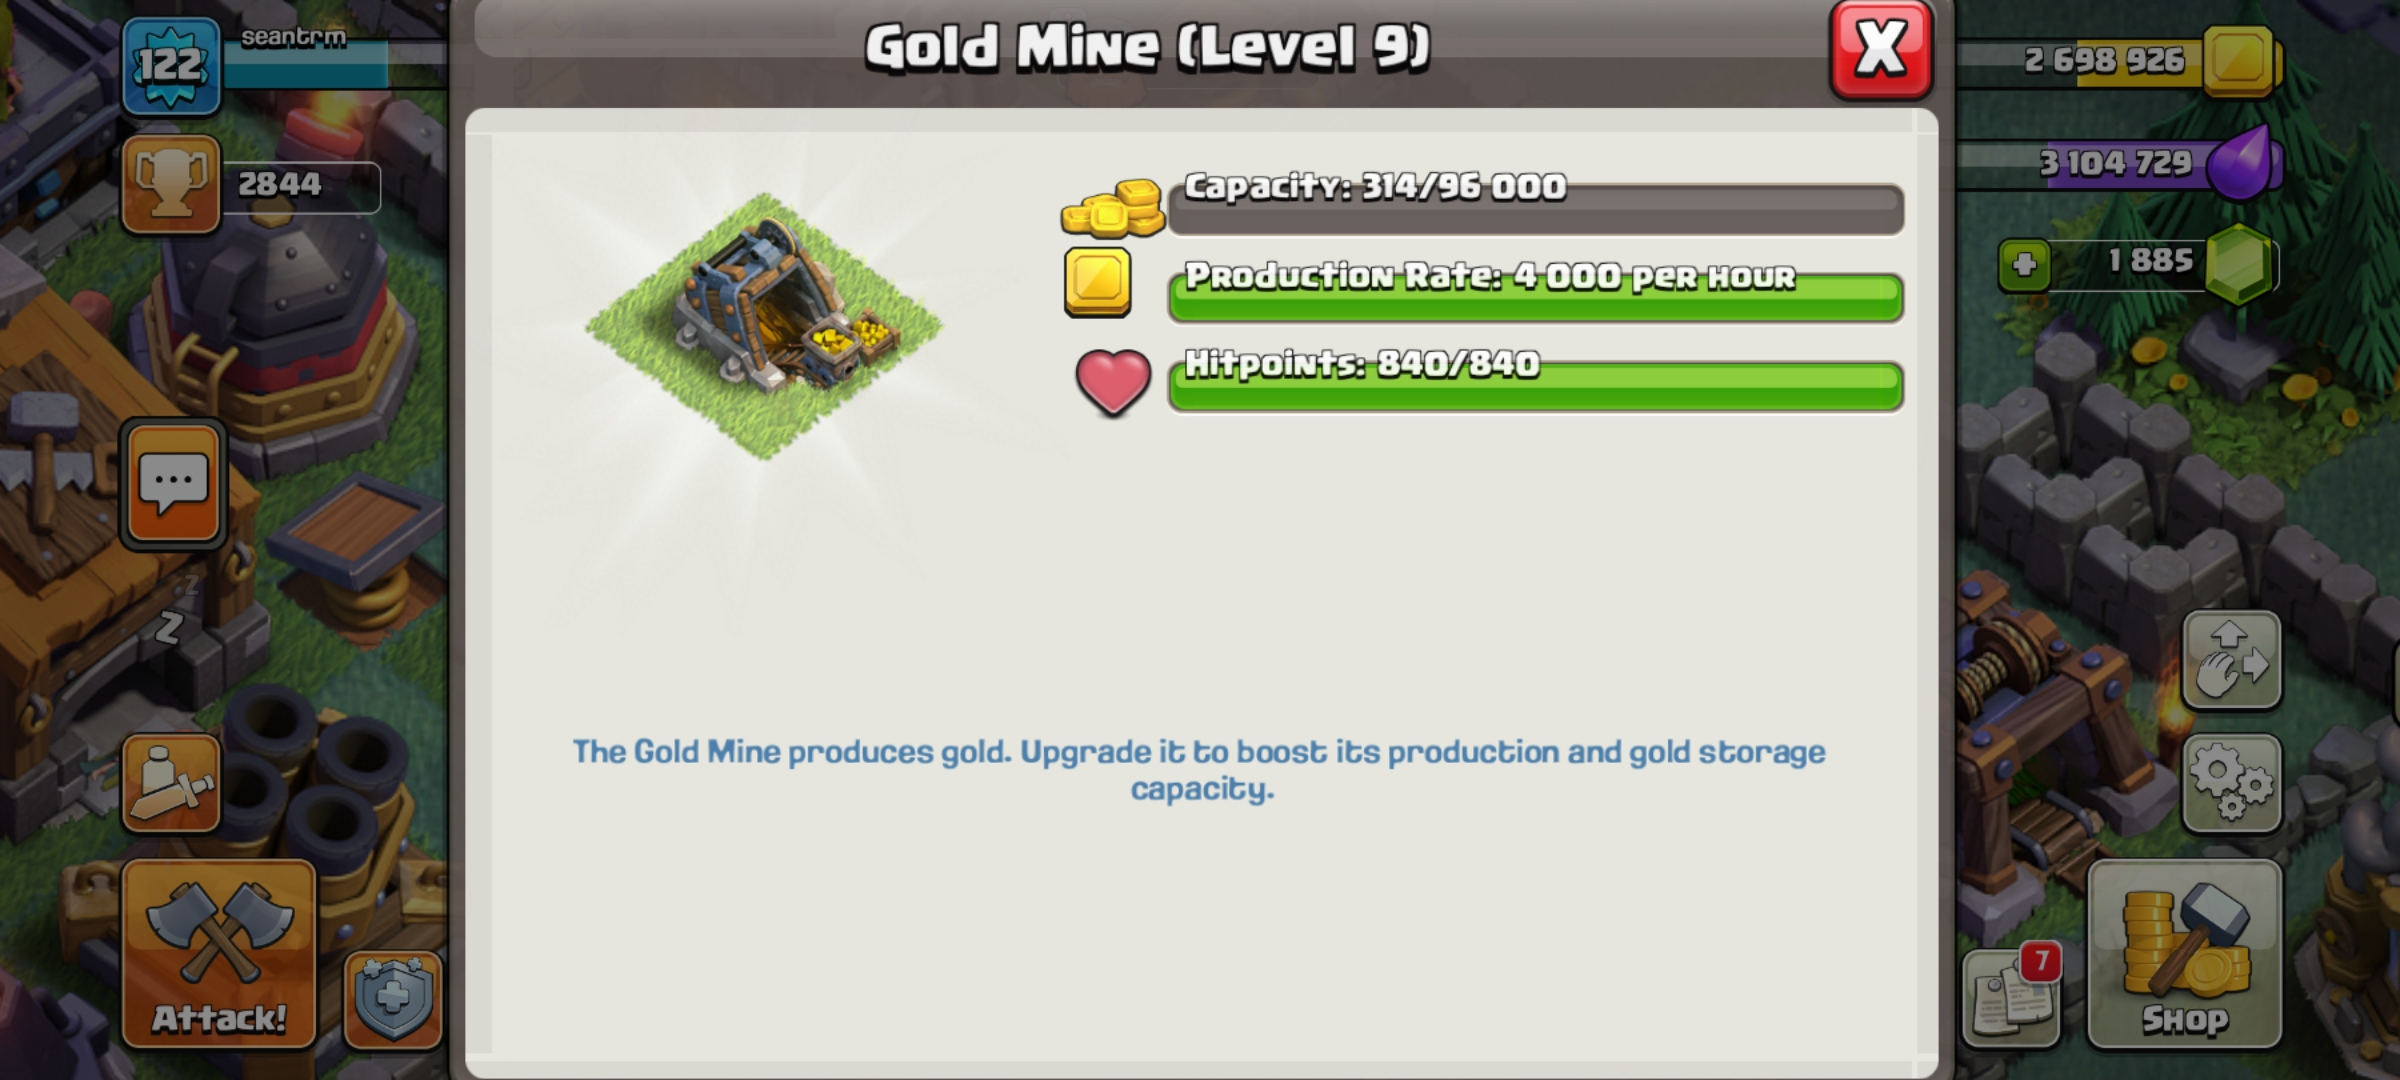 Gold Mine (Level 9)
X
122
seantrm
2844
2 698 926
3 104 729
1 885
Capacity: 314/96 000
Production Rate: 4 000 per Hour
Hitpoints: 840/840
z
Z
The Gold Mine produces gold. Upgrade it to boost its production and gold storage
capacity.
Attack!
7
Shop